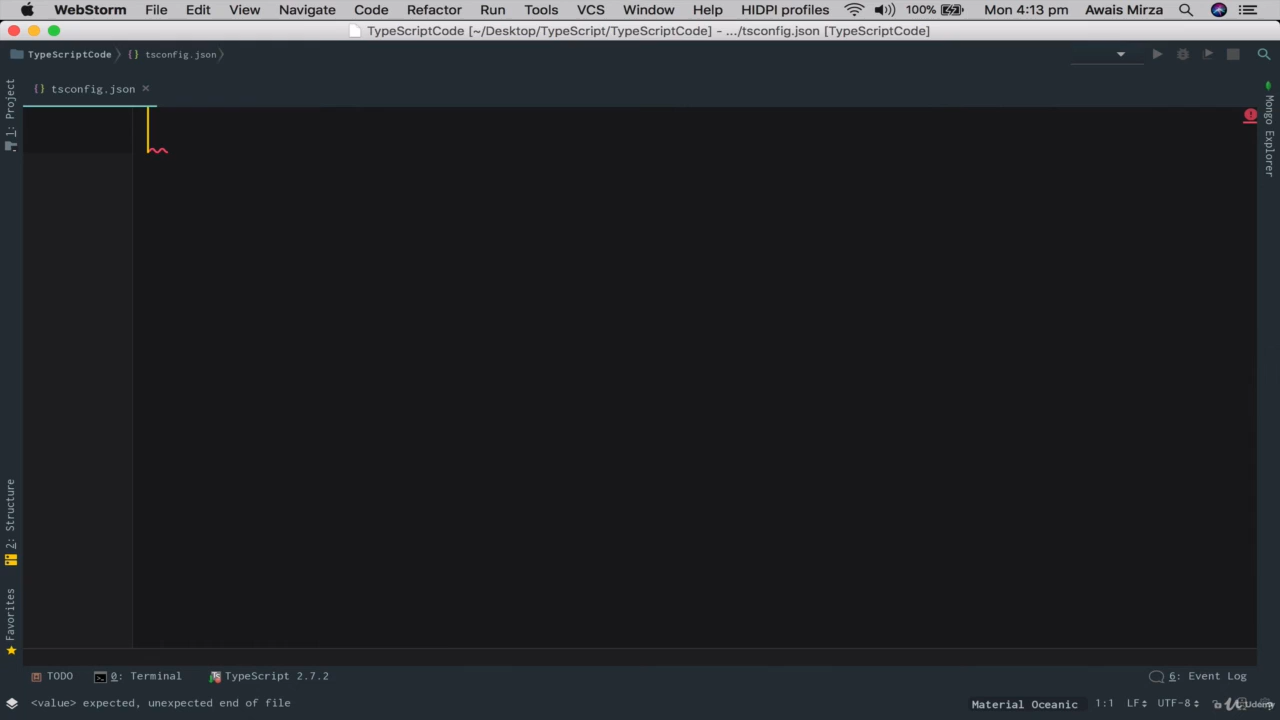 WebStorm File Edit View Navigate Code Refactor Run Tools VCS Window Help HIDPI profiles 100% Mon 4:13 pm Awais Mirza
TypeScriptCode [~/Desktop/TypeScript/TypeScriptCode] - .../tsconfig.json [TypeScriptCode]
TypeScriptCode {} tsconfig.json
{} tsconfig.json ×
1: Project
Mongo Explorer
2: Structure
Favorites
TODO 0: Terminal TypeScript 2.7.2 6: Event Log
<value> expected, unexpected end of file Material Oceanic 1:1 LF UTF-8 Udemy